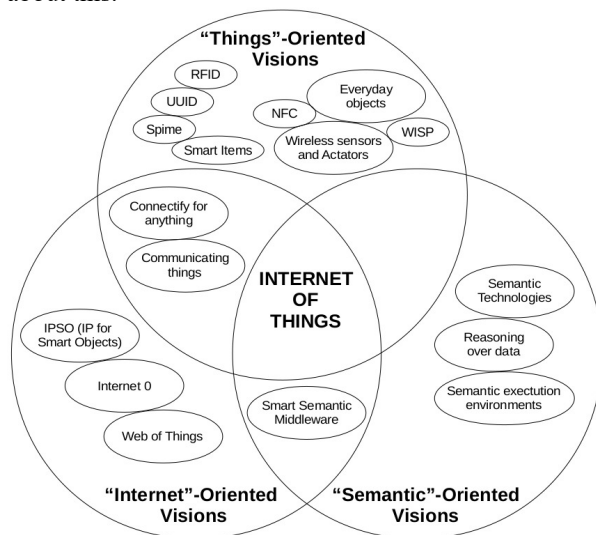 about this.
“Things”-Oriented
Visions
RFID
UUID
Spime
Smart Items
NFC
Everyday
objects
Wireless sensors
and Actators
WISP
Connectify for
anything
Communicating
things
INTERNET
OF
THINGS
Semantic
Technologies
Reasoning
over data
Semantic exectution
environments
IPSO (IP for
Smart Objects)
Internet 0
Web of Things
Smart Semantic
Middleware
“Internet”-Oriented
Visions
“Semantic”-Oriented
Visions